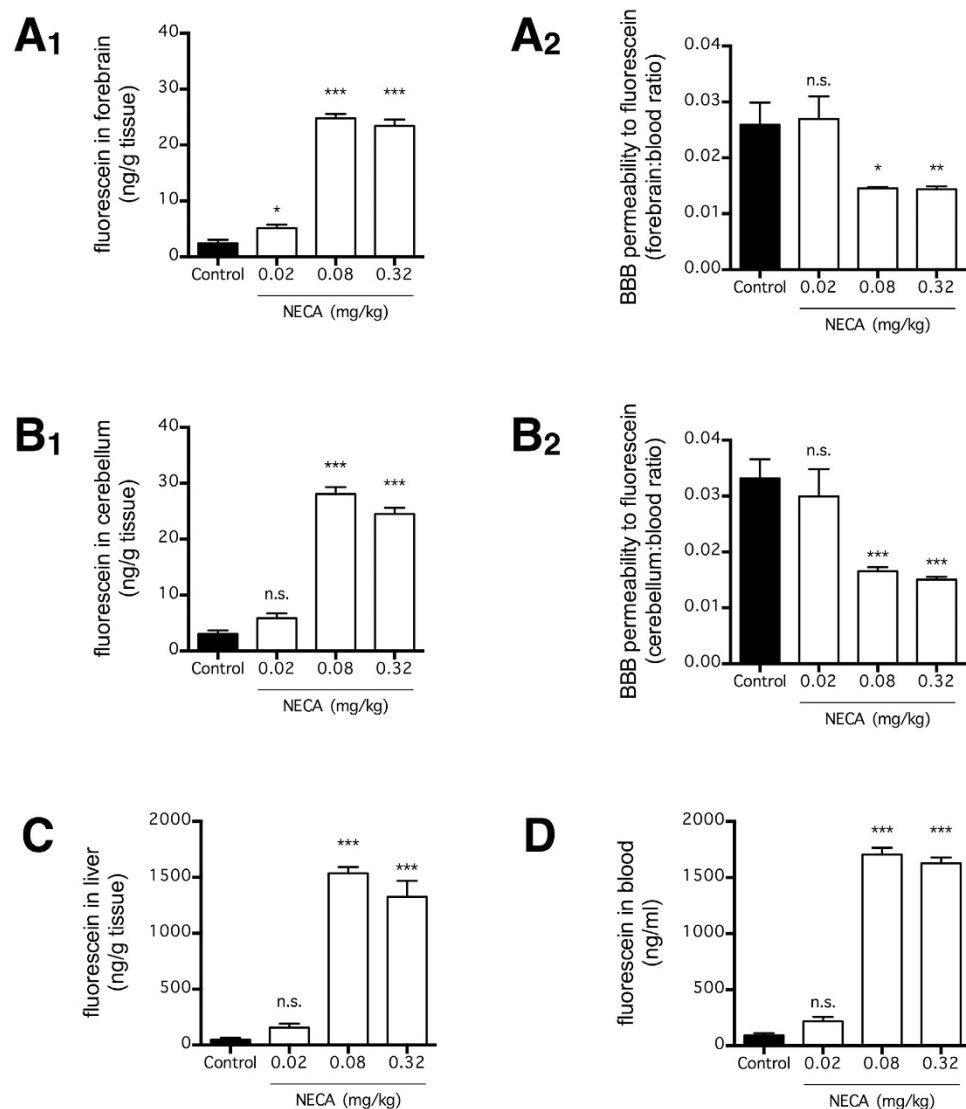 A1
fluorescein in forebrain
(ng/g tissue)
40
30
20
10
0
*
***
***
Control
0.02
0.08
0.32
NECA (mg/kg)
A2
BBB permeability to fluorescein
(forebrain:blood ratio)
0.04
0.03
0.02
0.01
0.00
n.s.
*
**
Control
0.02
0.08
0.32
NECA (mg/kg)
B1
fluorescein in cerebellum
(ng/g tissue)
40
30
20
10
0
n.s.
***
***
Control
0.02
0.08
0.32
NECA (mg/kg)
B2
BBB permeability to fluorescein
(cerebellum:blood ratio)
0.04
0.03
0.02
0.01
0.00
n.s.
***
***
Control
0.02
0.08
0.32
NECA (mg/kg)
C
fluorescein in liver
(ng/g tissue)
2000
1500
1000
500
0
n.s.
***
***
Control
0.02
0.08
0.32
NECA (mg/kg)
D
fluorescein in blood
(ng/ml)
2000
1500
1000
500
0
n.s.
***
***
Control
0.02
0.08
0.32
NECA (mg/kg)